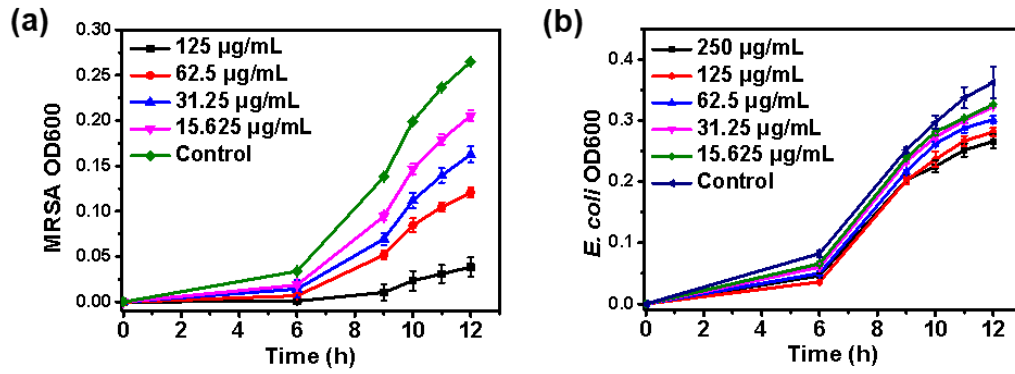 (a)
MRSA OD600
0.30
0.25
0.20
0.15
0.10
0.05
0.00
125 µg/mL
62.5 µg/mL
31.25 µg/mL
15.625 µg/mL
Control
0 2 4 6 8 10 12
Time (h)
(b)
E. coli OD600
0.4
0.3
0.2
0.1
0.0
250 µg/mL
125 µg/mL
62.5 µg/mL
31.25 µg/mL
15.625 µg/mL
Control
0 2 4 6 8 10 12
Time (h)